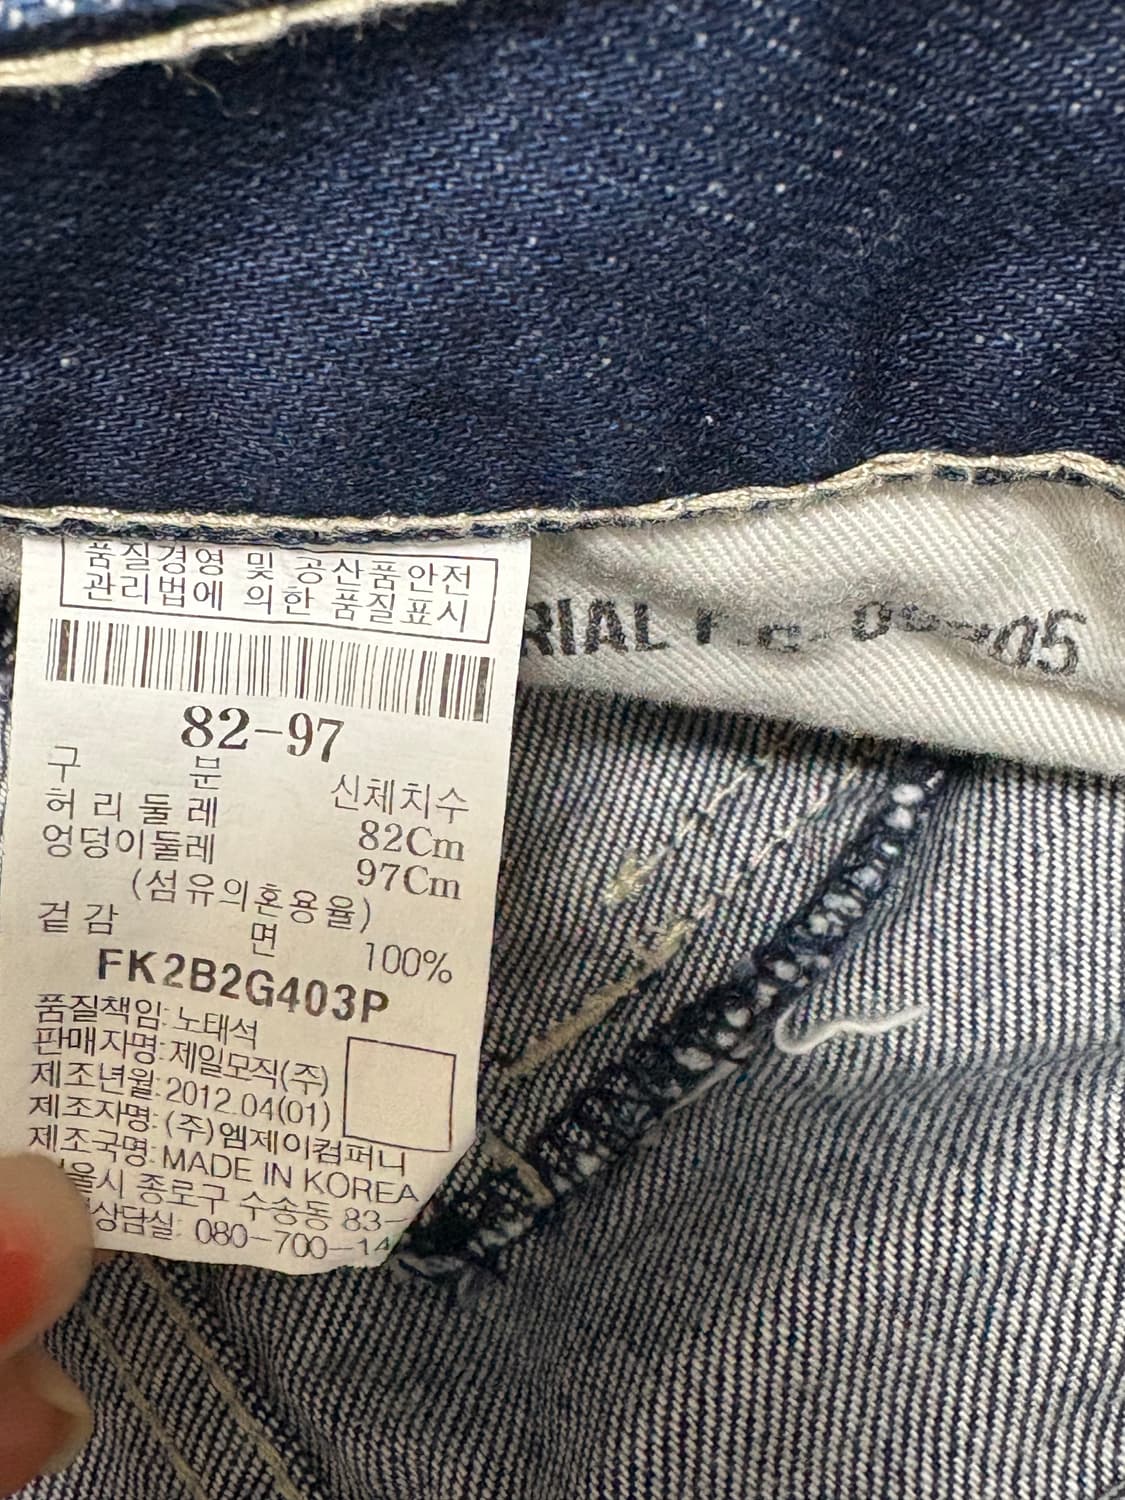 품질경영 및 공산품안전
관리법에 의한 품질표시
82-97
구 분 신체치수
허리둘레 82Cm
엉덩이둘레 97Cm
(섬유의혼용율)
겉감 면 100%
FK2B2G403P
품질책임:노태석
판매자명:제일모직(주)
제조년월:2012.04(01)
제조자명:(주)엠제이컴퍼니
제조국명:MADE IN KOREA
종로구 수송동 83-
080-700-14
RIAL